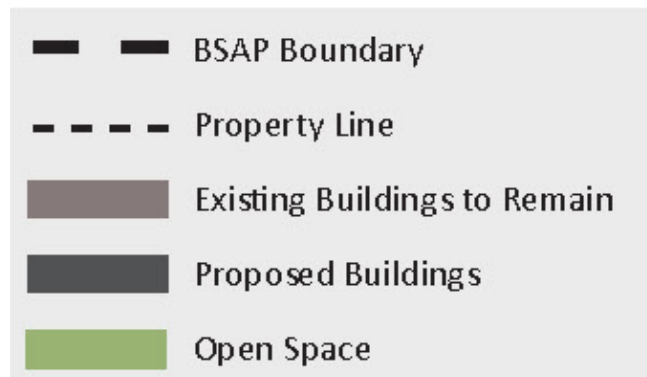 BSAP Boundary
Property Line
Existing Buildings to Remain
Proposed Buildings
Open Space